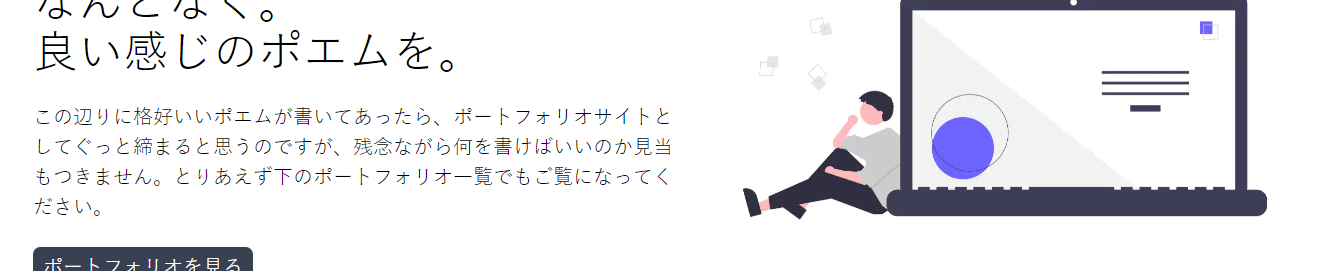 なんとなく。
良い感じのポエムを。
この辺りに格好いいポエムが書いてあったら、ポートフォリオサイトと
してぐっと締まると思うのですが、残念ながら何を書けばいいのか見当
もつきません。とりあえず下のポートフォリオ一覧でもご覧になってく
ださい。
ポートフォリオを見る